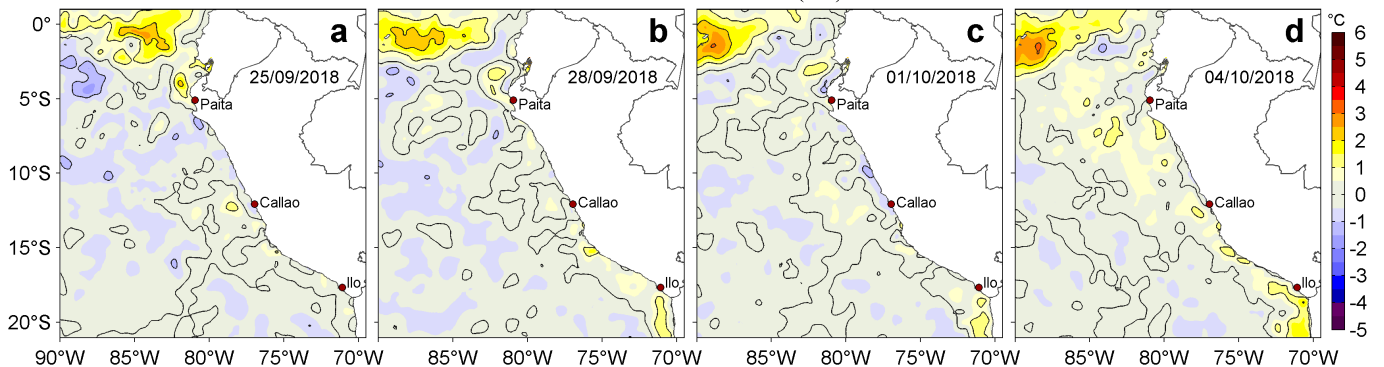 a b c d
°C
25/09/2018 28/09/2018 01/10/2018 04/10/2018
0°
5°S
10°S
15°S
20°S
Paita Paita Paita Paita
Callao Callao Callao Callao
Ilo Ilo Ilo Ilo
90°W 85°W 80°W 75°W 70°W 85°W 80°W 75°W 70°W 85°W 80°W 75°W 70°W 85°W 80°W 75°W 70°W
6
5
4
3
2
1
0
-1
-2
-3
-4
-5